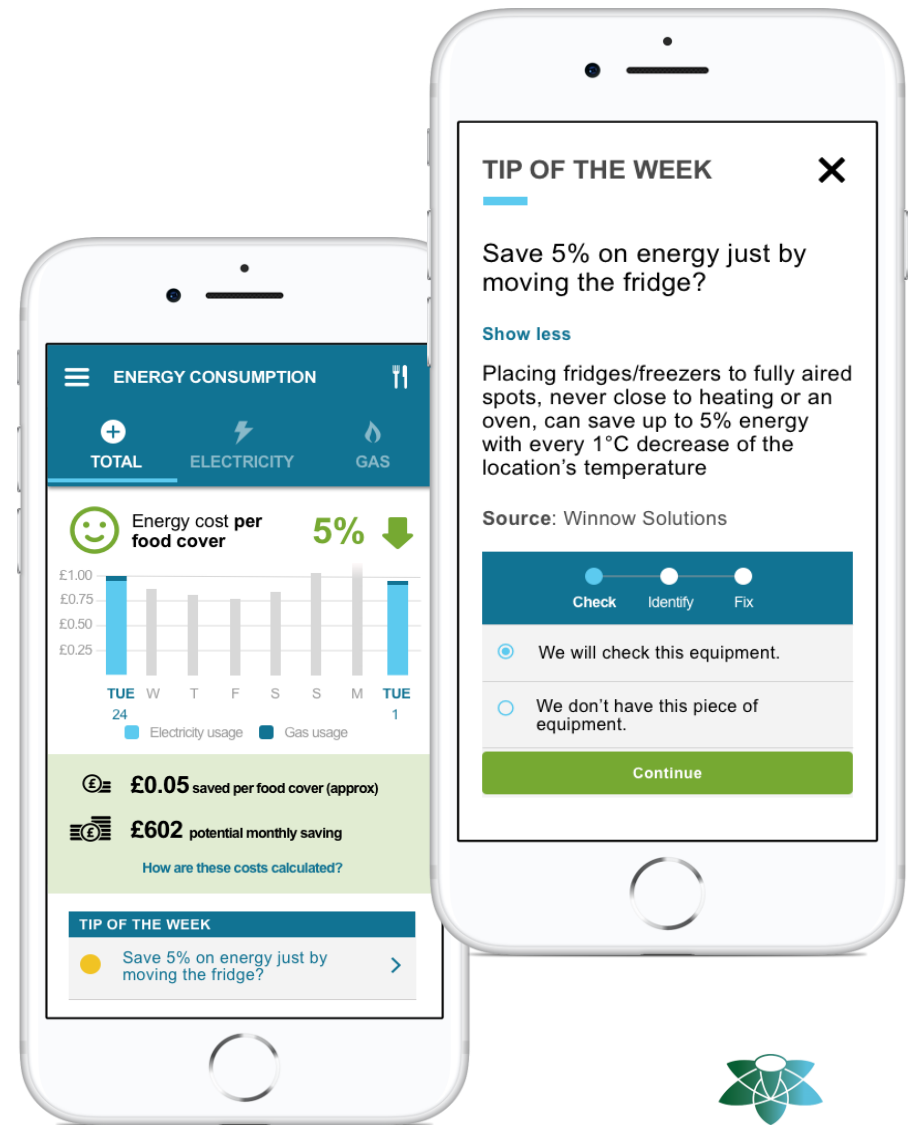 ENERGY CONSUMPTION
TOTAL
ELECTRICITY
GAS
Energy cost per
food cover
5%
£1.00
£0.75
£0.50
£0.25
TUE W T F S S M TUE
24 1
Electricity usage Gas usage
£0.05 saved per food cover (approx)
£602 potential monthly saving
How are these costs calculated?
TIP OF THE WEEK
Save 5% on energy just by
moving the fridge?
TIP OF THE WEEK
Save 5% on energy just by
moving the fridge?
Show less
Placing fridges/freezers to fully aired
spots, never close to heating or an
oven, can save up to 5% energy
with every 1°C decrease of the
location's temperature
Source: Winnow Solutions
Check Identify Fix
We will check this equipment.
We don't have this piece of
equipment.
Continue